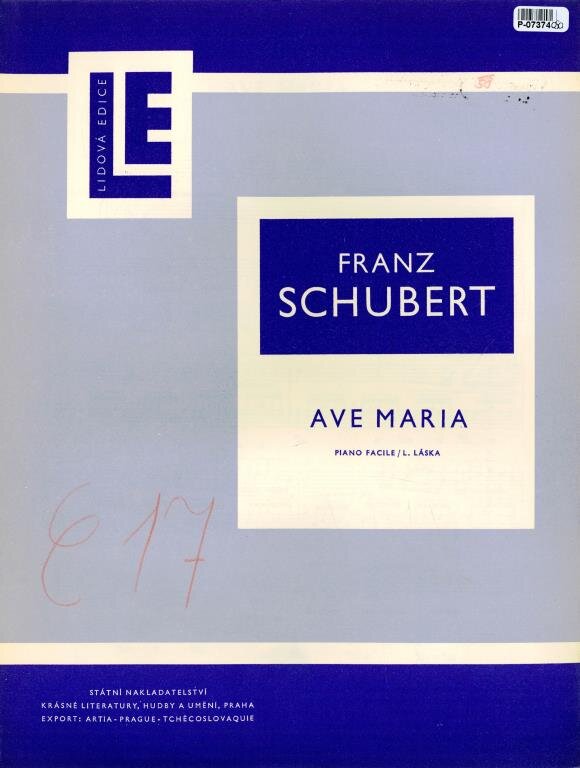 P-07374
LIDOVÁ EDICE
LE
FRANZ
SCHUBERT
AVE MARIA
PIANO FACILE/L. LÁSKA
E 17
STÁTNÍ NAKLADATELSTVÍ
KRÁSNÉ LITERATURY, HUDBY A UMĚNÍ, PRAHA
EXPORT: ARTIA-PRAGUE-TCHÉCOSLOVAQUIE